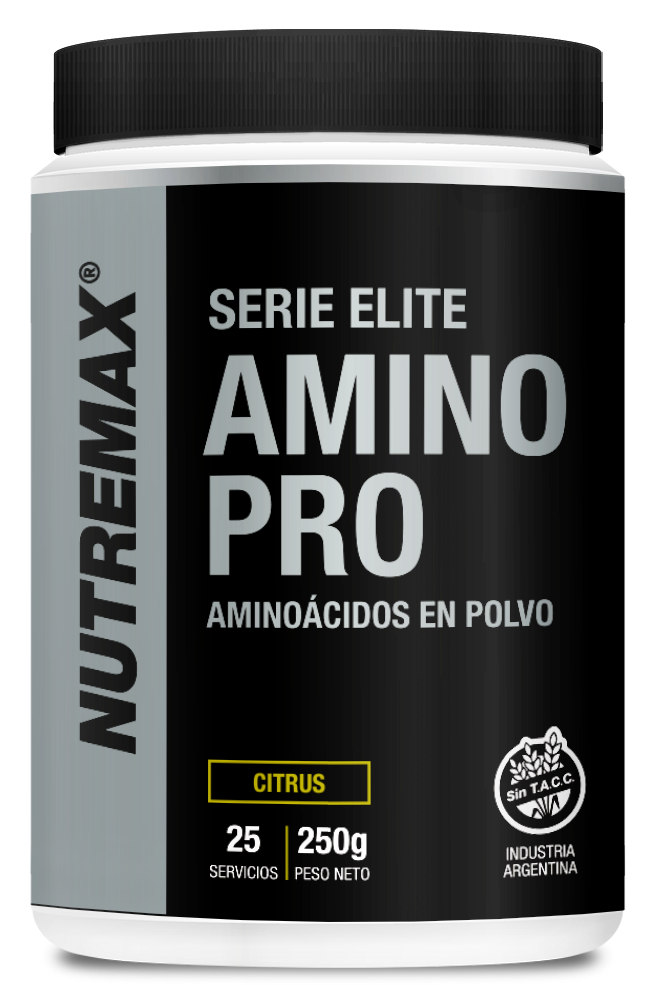 NUTREMAX®
SERIE ELITE
AMINO
PRO
AMINOÁCIDOS EN POLVO
CITRUS
25
SERVICIOS
250g
PESO NETO
Sin T.A.C.C.
INDUSTRIA
ARGENTINA